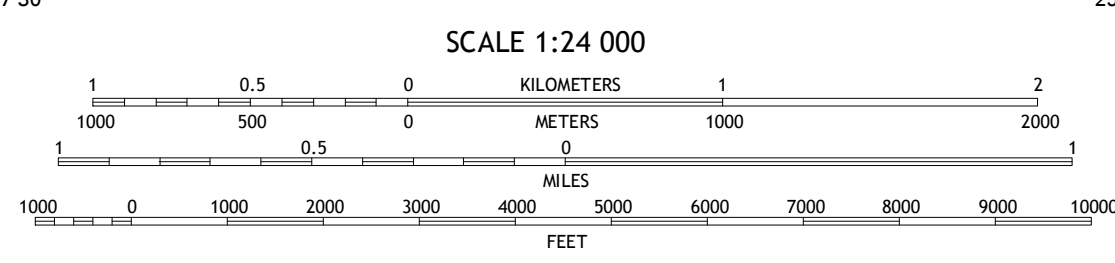 SCALE 1:24 000
1 0.5 0 KILOMETERS 1 2
1000 500 0 METERS 1000 2000
1 0.5 0 1
MILES
1000 0 1000 2000 3000 4000 5000 6000 7000 8000 9000 10000
FEET